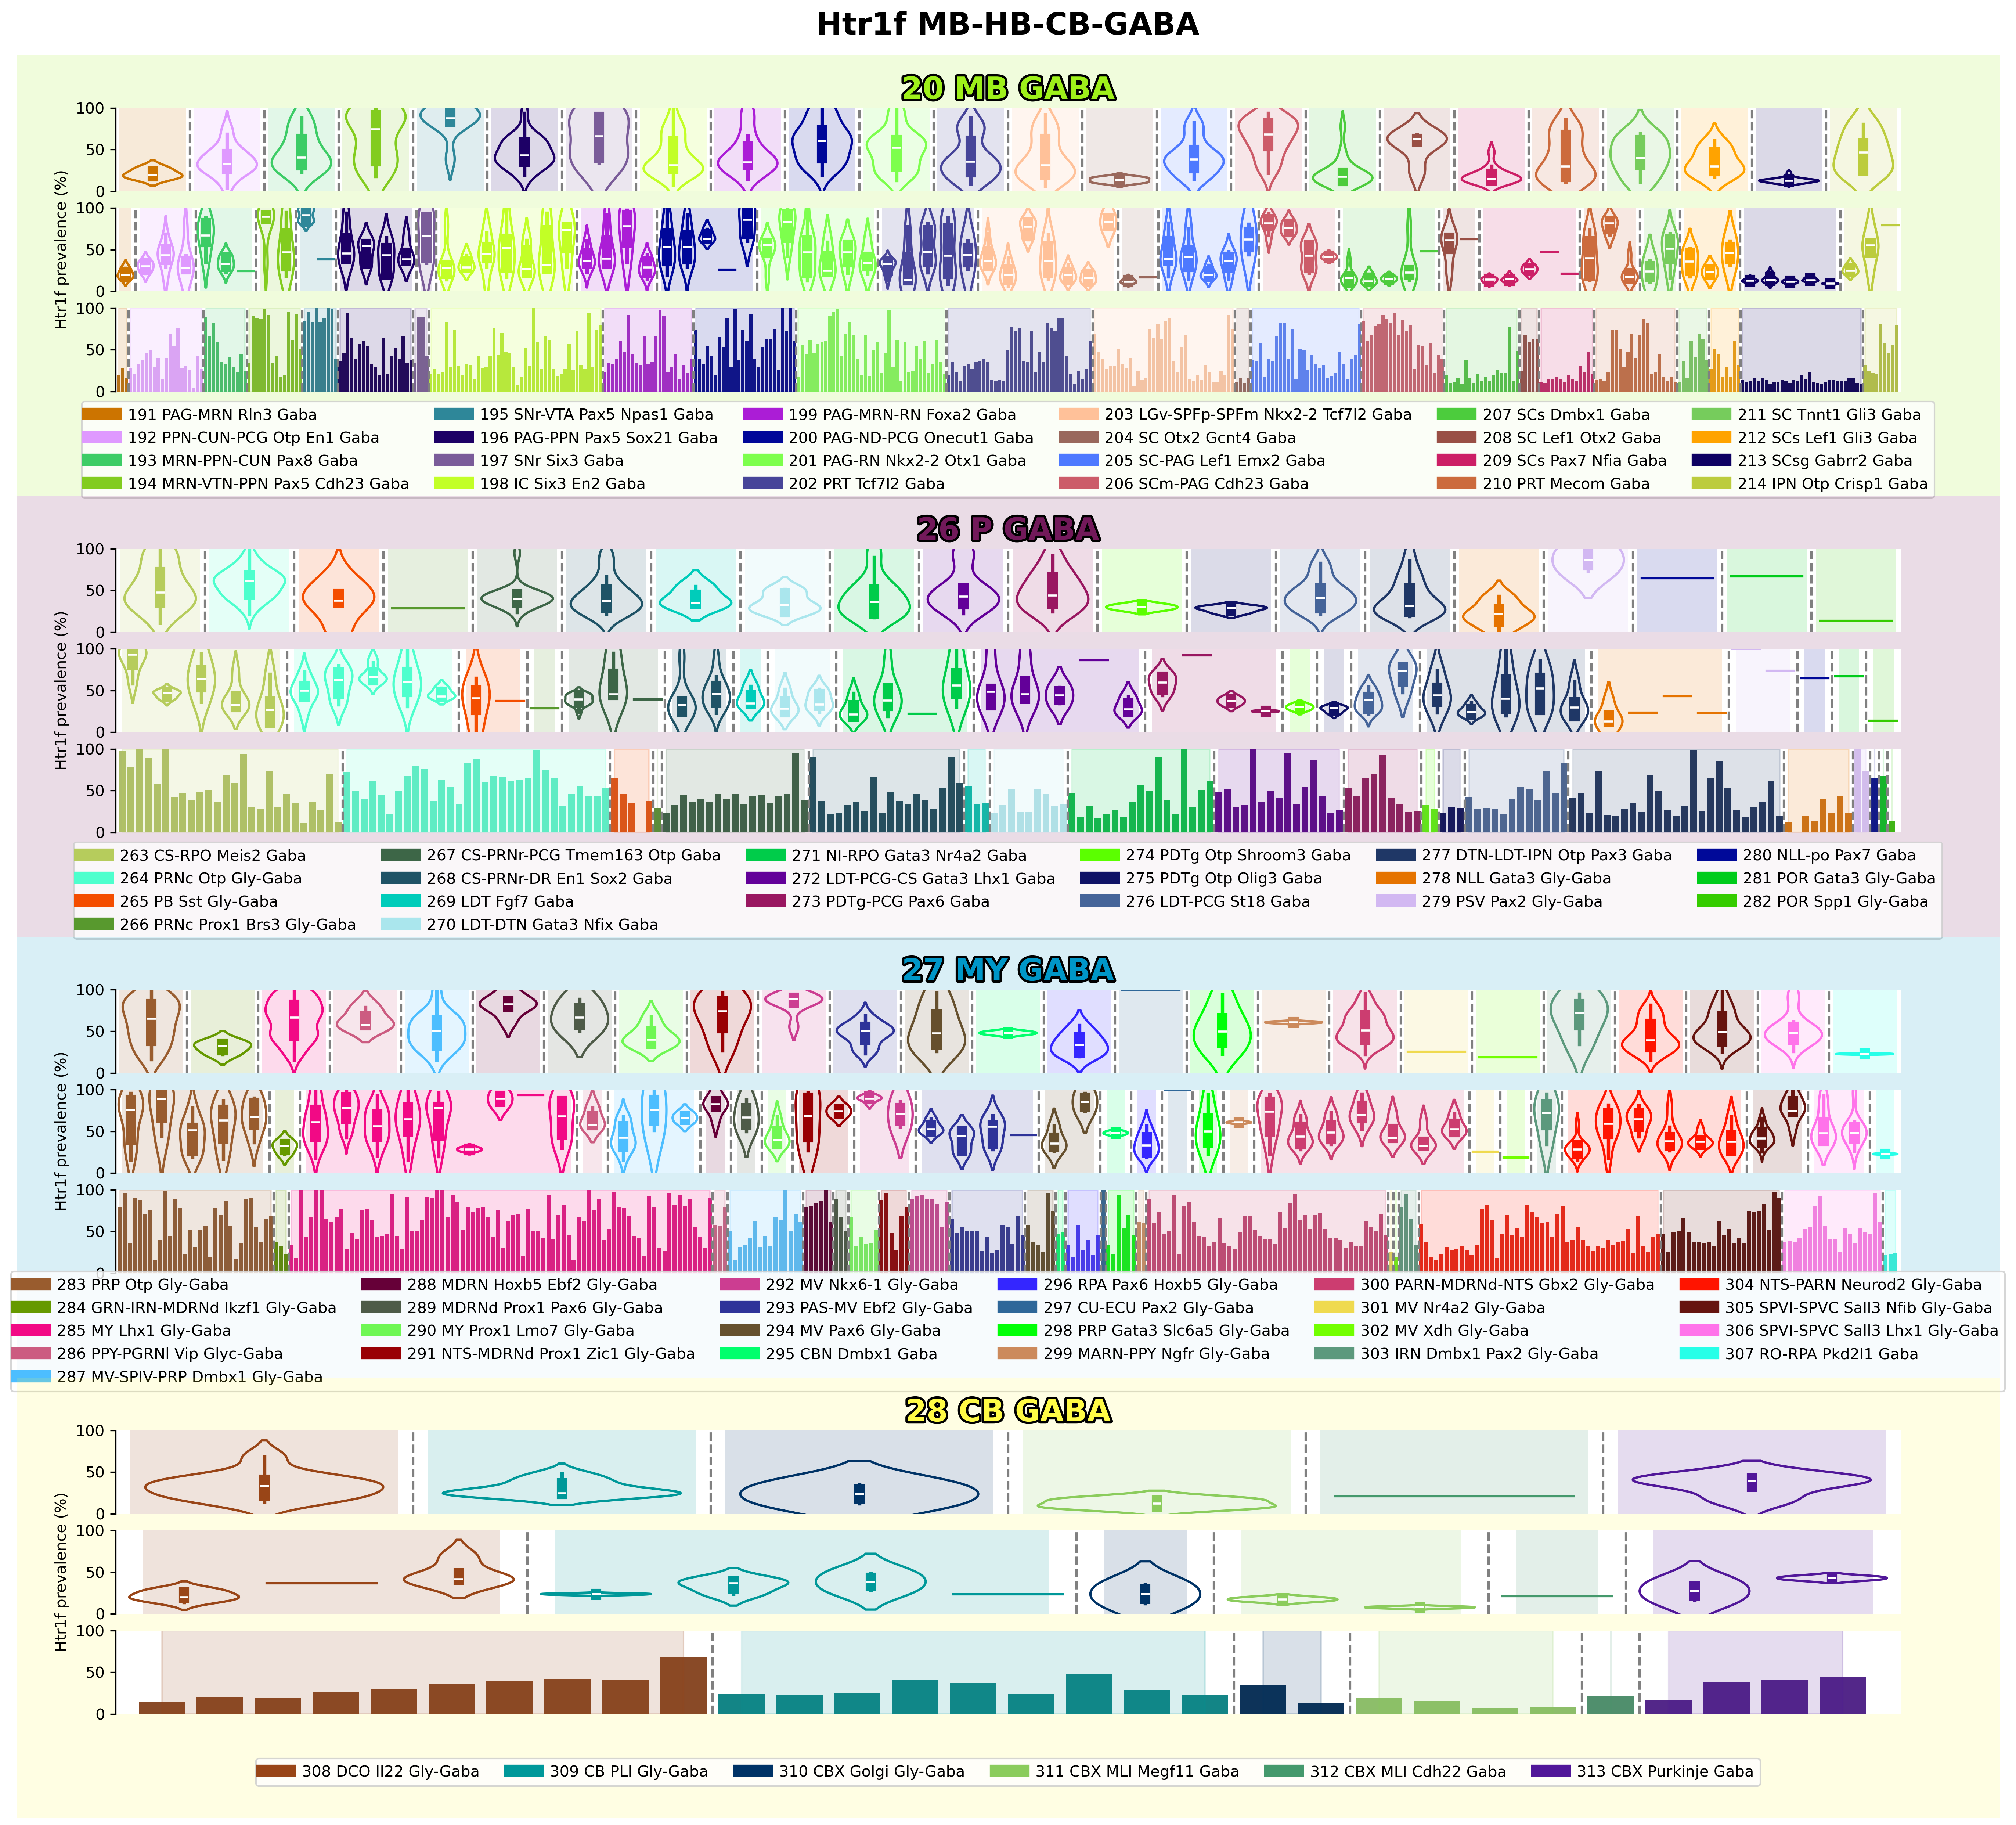 Htr1f MB-HB-CB-GABA
20 MB GABA
100
50
0
100
50
0
100
50
0
Htr1f prevalence (%)
191 PAG-MRN Rln3 Gaba
192 PPN-CUN-PCG Otp En1 Gaba
193 MRN-PPN-CUN Pax8 Gaba
194 MRN-VTN-PPN Pax5 Cdh23 Gaba
195 SNr-VTA Pax5 Npas1 Gaba
196 PAG-PPN Pax5 Sox21 Gaba
197 SNr Six3 Gaba
198 IC Six3 En2 Gaba
199 PAG-MRN-RN Foxa2 Gaba
200 PAG-ND-PCG Onecut1 Gaba
201 PAG-RN Nkx2-2 Otx1 Gaba
202 PRT Tcf7l2 Gaba
203 LGv-SPFp-SPFm Nkx2-2 Tcf7l2 Gaba
204 SC Otx2 Gcnt4 Gaba
205 SC-PAG Lef1 Emx2 Gaba
206 SCm-PAG Cdh23 Gaba
207 SCs Dmbx1 Gaba
208 SC Lef1 Otx2 Gaba
209 SCs Pax7 Nfia Gaba
210 PRT Mecom Gaba
211 SC Tnnt1 Gli3 Gaba
212 SCs Lef1 Gli3 Gaba
213 SCsg Gabrr2 Gaba
214 IPN Otp Crisp1 Gaba
26 P GABA
100
50
0
100
50
0
100
50
0
Htr1f prevalence (%)
263 CS-RPO Meis2 Gaba
264 PRNc Otp Gly-Gaba
265 PB Sst Gly-Gaba
266 PRNc Prox1 Brs3 Gly-Gaba
267 CS-PRNr-PCG Tmem163 Otp Gaba
268 CS-PRNr-DR En1 Sox2 Gaba
269 LDT Fgf7 Gaba
270 LDT-DTN Gata3 Nfix Gaba
271 NI-RPO Gata3 Nr4a2 Gaba
272 LDT-PCG-CS Gata3 Lhx1 Gaba
273 PDTg-PCG Pax6 Gaba
274 PDTg Otp Shroom3 Gaba
275 PDTg Otp Olig3 Gaba
276 LDT-PCG St18 Gaba
277 DTN-LDT-IPN Otp Pax3 Gaba
278 NLL Gata3 Gly-Gaba
279 PSV Pax2 Gly-Gaba
280 NLL-po Pax7 Gaba
281 POR Gata3 Gly-Gaba
282 POR Spp1 Gly-Gaba
27 MY GABA
100
50
0
100
50
0
100
50
Htr1f prevalence (%)
283 PRP Otp Gly-Gaba
284 GRN-IRN-MDRNd Ikzf1 Gly-Gaba
285 MY Lhx1 Gly-Gaba
286 PPY-PGRNl Vip Glyc-Gaba
287 MV-SPIV-PRP Dmbx1 Gly-Gaba
288 MDRN Hoxb5 Ebf2 Gly-Gaba
289 MDRNd Prox1 Pax6 Gly-Gaba
290 MY Prox1 Lmo7 Gly-Gaba
291 NTS-MDRNd Prox1 Zic1 Gly-Gaba
292 MV Nkx6-1 Gly-Gaba
293 PAS-MV Ebf2 Gly-Gaba
294 MV Pax6 Gly-Gaba
295 CBN Dmbx1 Gaba
296 RPA Pax6 Hoxb5 Gly-Gaba
297 CU-ECU Pax2 Gly-Gaba
298 PRP Gata3 Slc6a5 Gly-Gaba
299 MARN-PPY Ngfr Gly-Gaba
300 PARN-MDRNd-NTS Gbx2 Gly-Gaba
301 MV Nr4a2 Gly-Gaba
302 MV Xdh Gly-Gaba
303 IRN Dmbx1 Pax2 Gly-Gaba
304 NTS-PARN Neurod2 Gly-Gaba
305 SPVI-SPVC Sall3 Nfib Gly-Gaba
306 SPVI-SPVC Sall3 Lhx1 Gly-Gaba
307 RO-RPA Pkd2l1 Gaba
28 CB GABA
100
50
0
100
50
0
100
50
0
Htr1f prevalence (%)
308 DCO Il22 Gly-Gaba
309 CB PLI Gly-Gaba
310 CBX Golgi Gly-Gaba
311 CBX MLI Megf11 Gaba
312 CBX MLI Cdh22 Gaba
313 CBX Purkinje Gaba